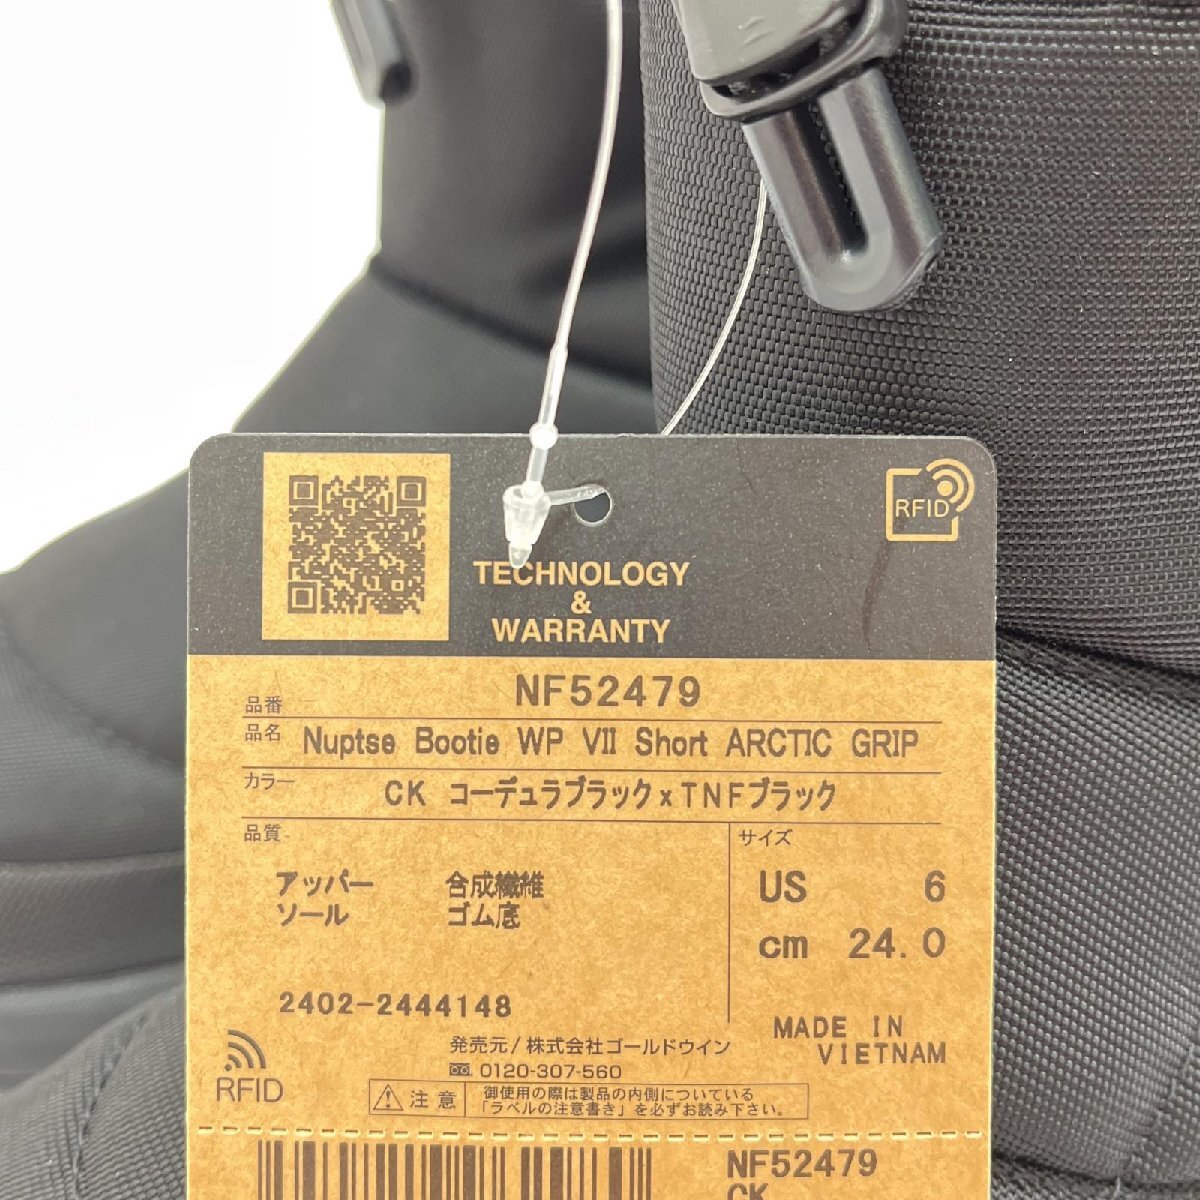 RFID
TECHNOLOGY
&
WARRANTY
品番 NF52479
品名 Nuptse Bootie WP VII Short ARCTIC GRIP
カラー CK コーデュラブラックxTNFブラック
品質
アッパー 合成繊維
ソール ゴム底
サイズ
US 6
cm 24.0
2402-2444148
MADE IN
VIETNAM
発売元/株式会社ゴールドウイン
0120-307-560
RFID
注意
御使用の際は製品の内側についている
「ラベルの注意書き」を必ずお読み下さい。
NF52479
CK